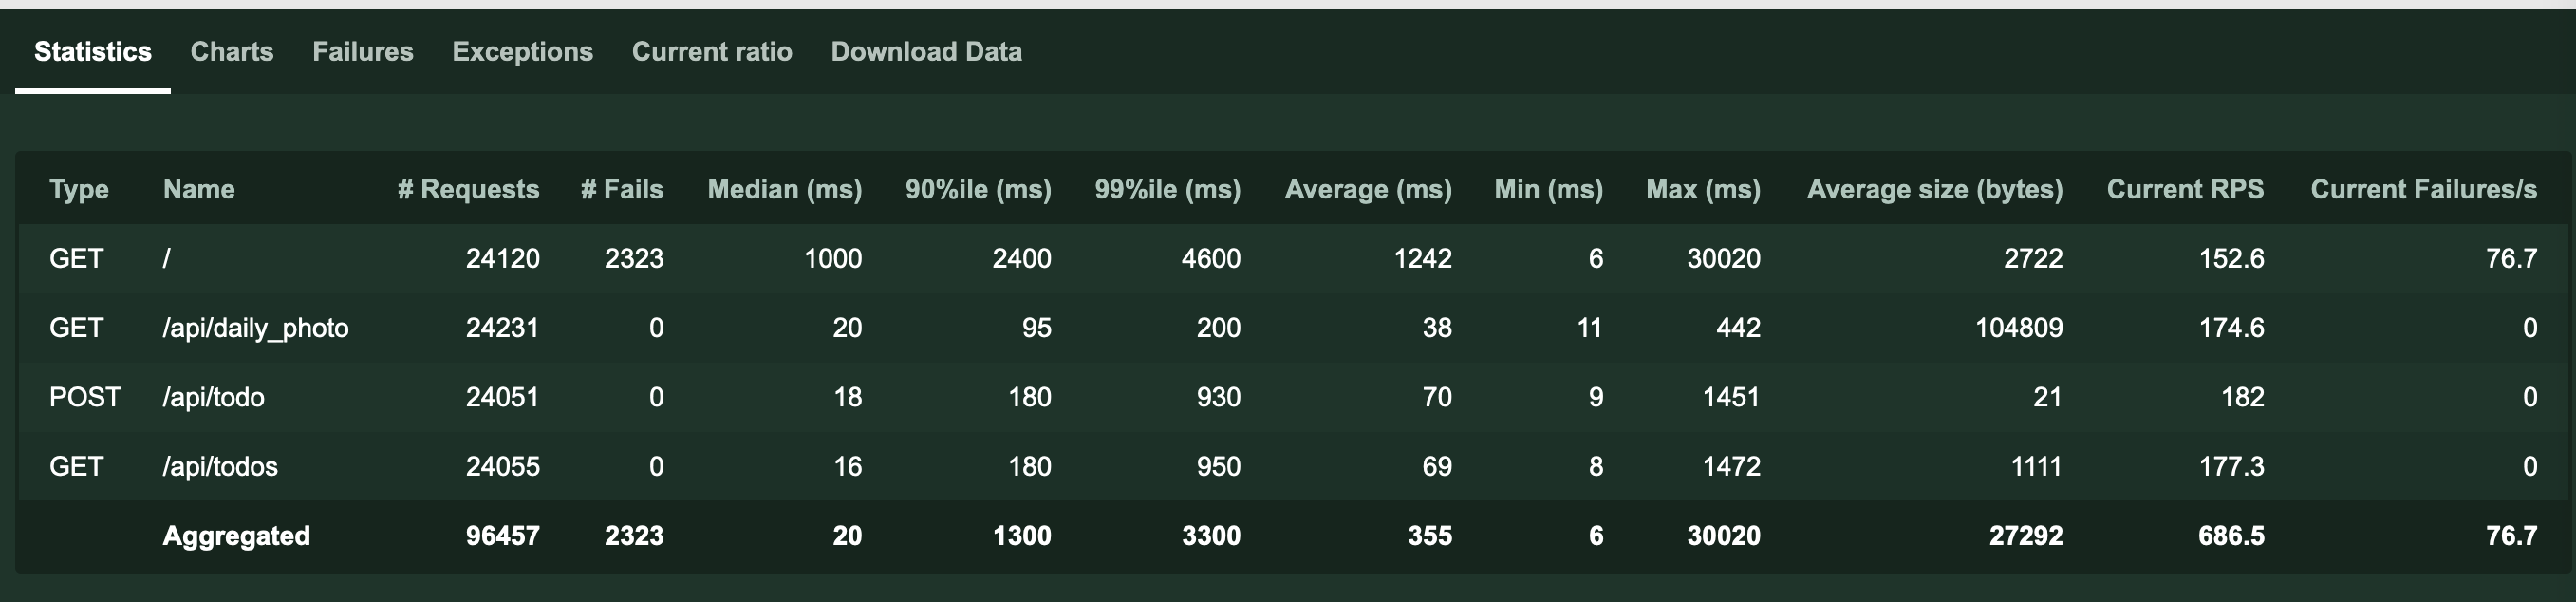 Statistics Charts Failures Exceptions Current ratio Download Data
Type Name # Requests # Fails Median (ms) 90%ile (ms) 99%ile (ms) Average (ms) Min (ms) Max (ms) Average size (bytes) Current RPS Current Failures/s
GET / 24120 2323 1000 2400 4600 1242 6 30020 2722 152.6 76.7
GET /api/daily_photo 24231 0 20 95 200 38 11 442 104809 174.6 0
POST /api/todo 24051 0 18 180 930 70 9 1451 21 182 0
GET /api/todos 24055 0 16 180 950 69 8 1472 1111 177.3 0
Aggregated 96457 2323 20 1300 3300 355 6 30020 27292 686.5 76.7